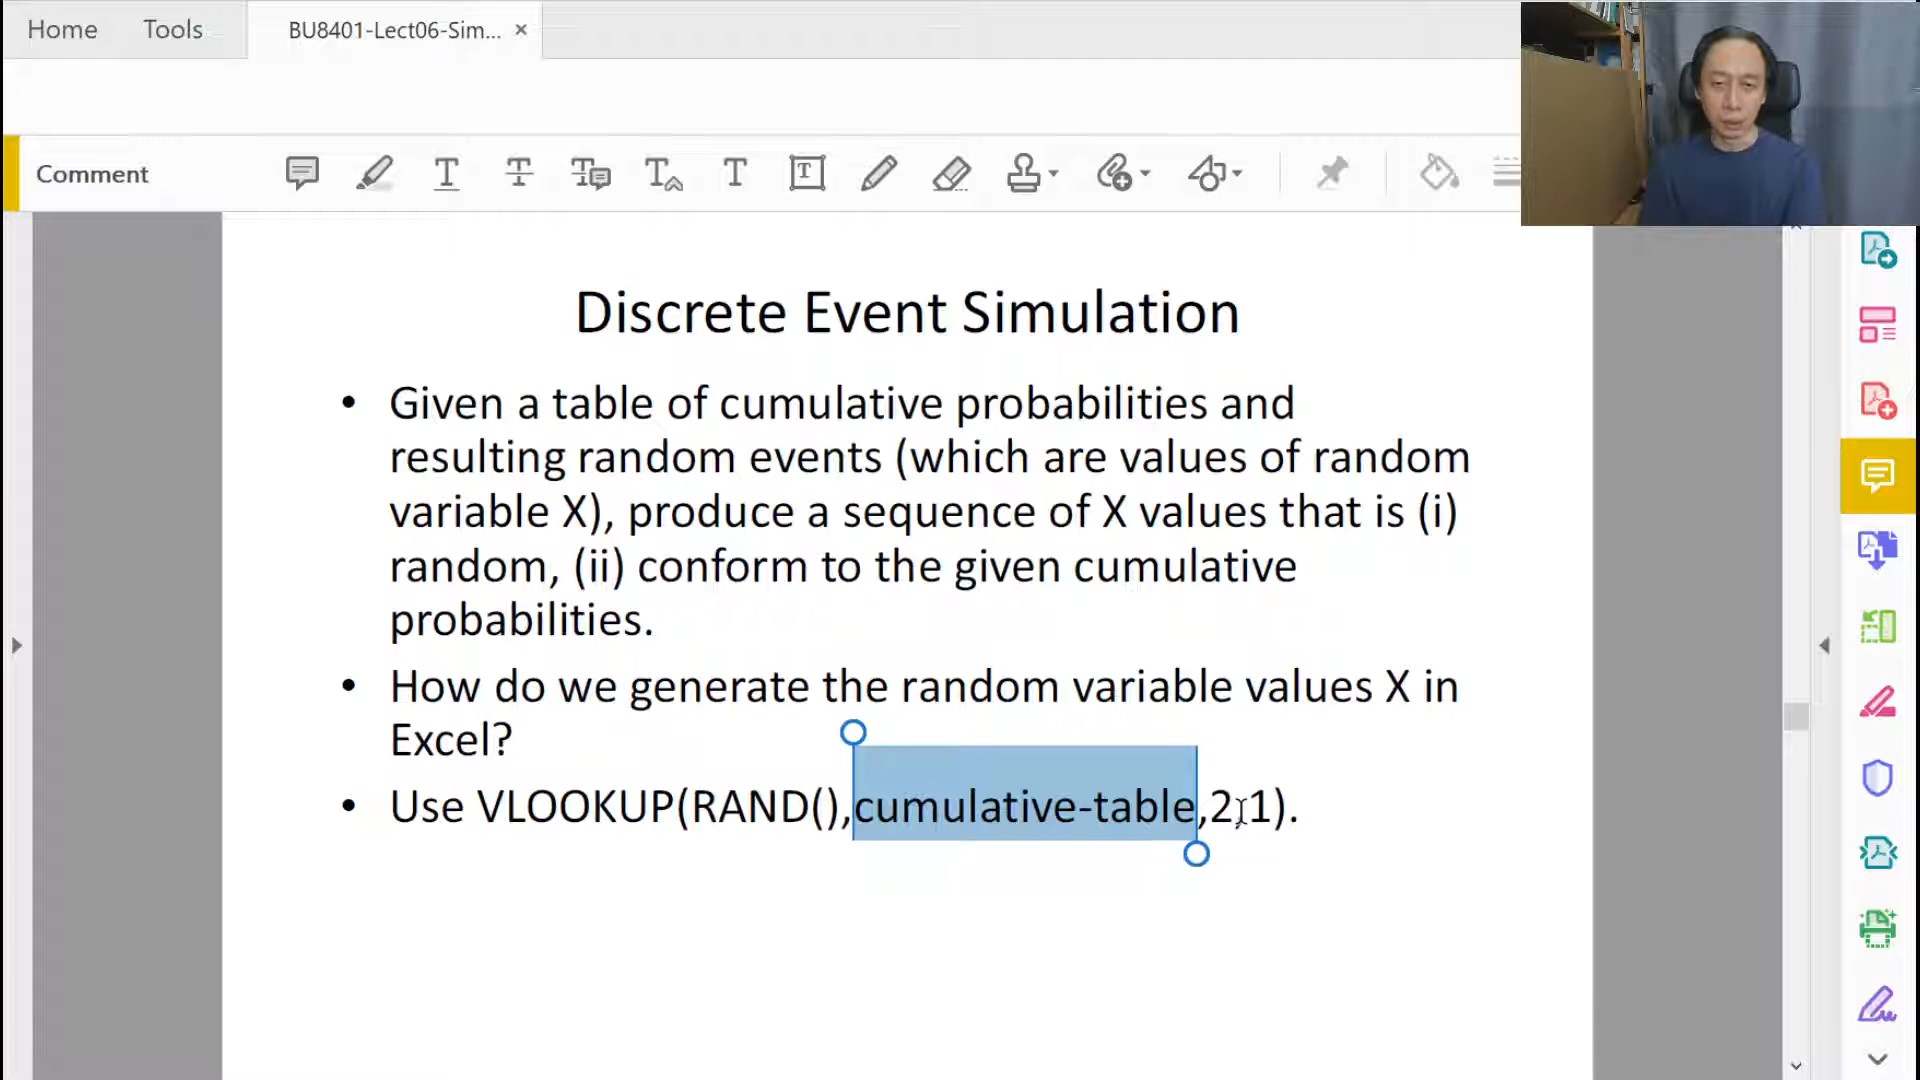 Home
Tools
BU8401-Lect06-Sim...
Comment
Discrete Event Simulation
• Given a table of cumulative probabilities and
resulting random events (which are values of random
variable X), produce a sequence of X values that is (i)
random, (ii) conform to the given cumulative
probabilities.
• How do we generate the random variable values X in
Excel?
• Use VLOOKUP(RAND(),cumulative-table,2,1).